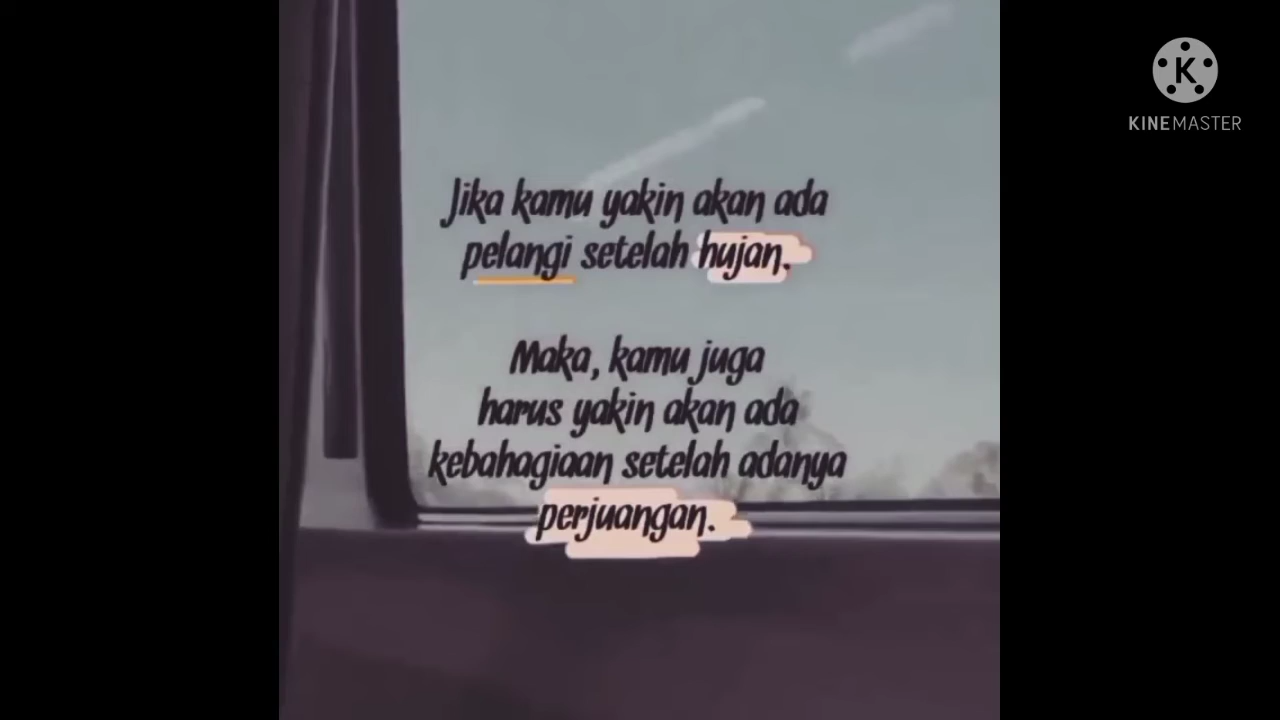 Jika kamu yakin akan ada
pelangi setelah hujan.
Maka, kamu juga
harus yakin akan ada
kebahagiaan setelah adanya
perjuangan.
K
KINEMASTER